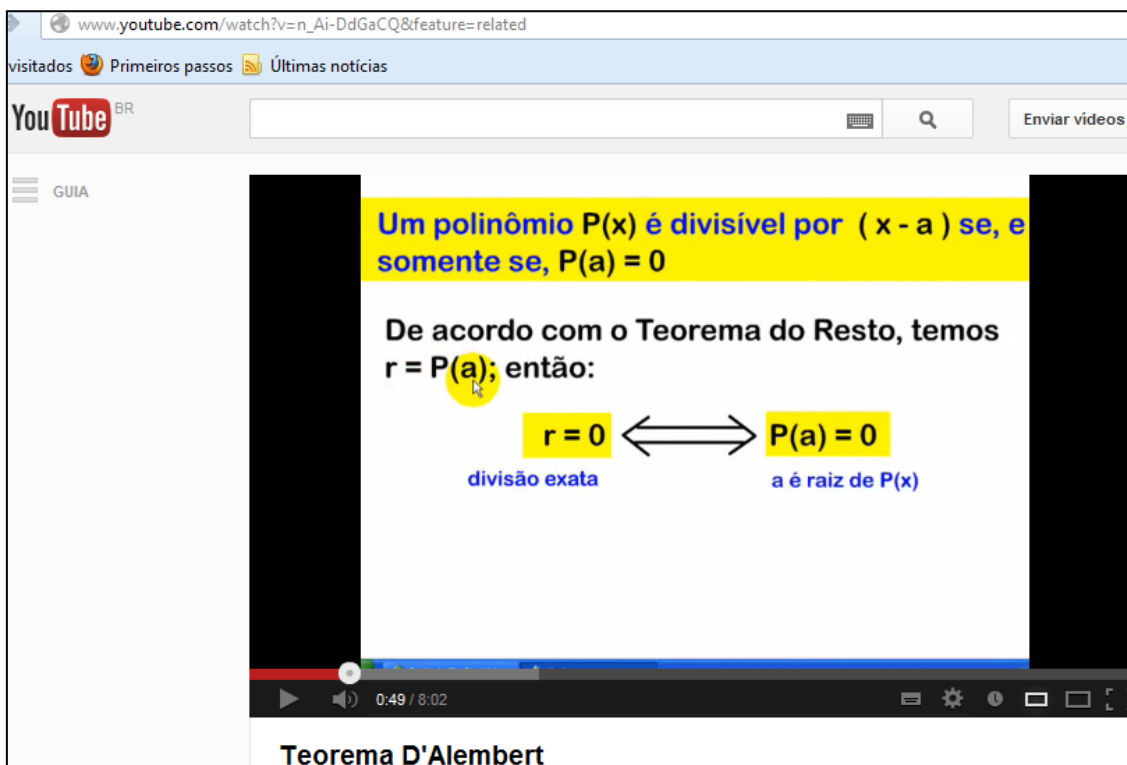 www.youtube.com/watch?v=n_Ai-DdGaCQ&feature=related
visitados Primeiros passos Últimas notícias
YouTube BR
Enviar vídeos
GUIA
Um polinômio P(x) é divisível por ( x - a ) se, e
somente se, P(a) = 0
De acordo com o Teorema do Resto, temos
r = P(a); então:
r = 0 P(a) = 0
divisão exata a é raiz de P(x)
0:49 / 8:02
Teorema D'Alembert